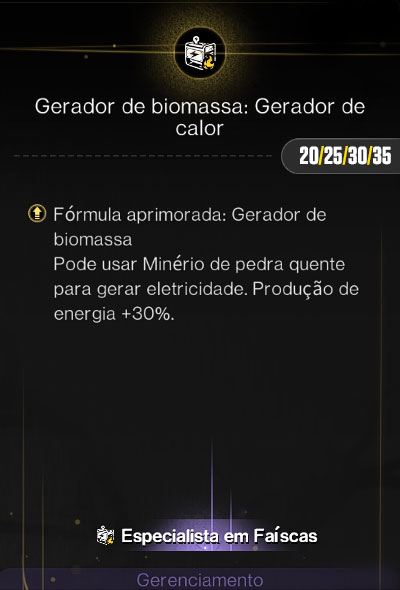 Gerador de biomassa: Gerador de
calor
20/25/30/35
Fórmula aprimorada: Gerador de
biomassa
Pode usar Minério de pedra quente
para gerar eletricidade. Produção de
energia +30%.
Especialista em Faíscas
Gerenciamento